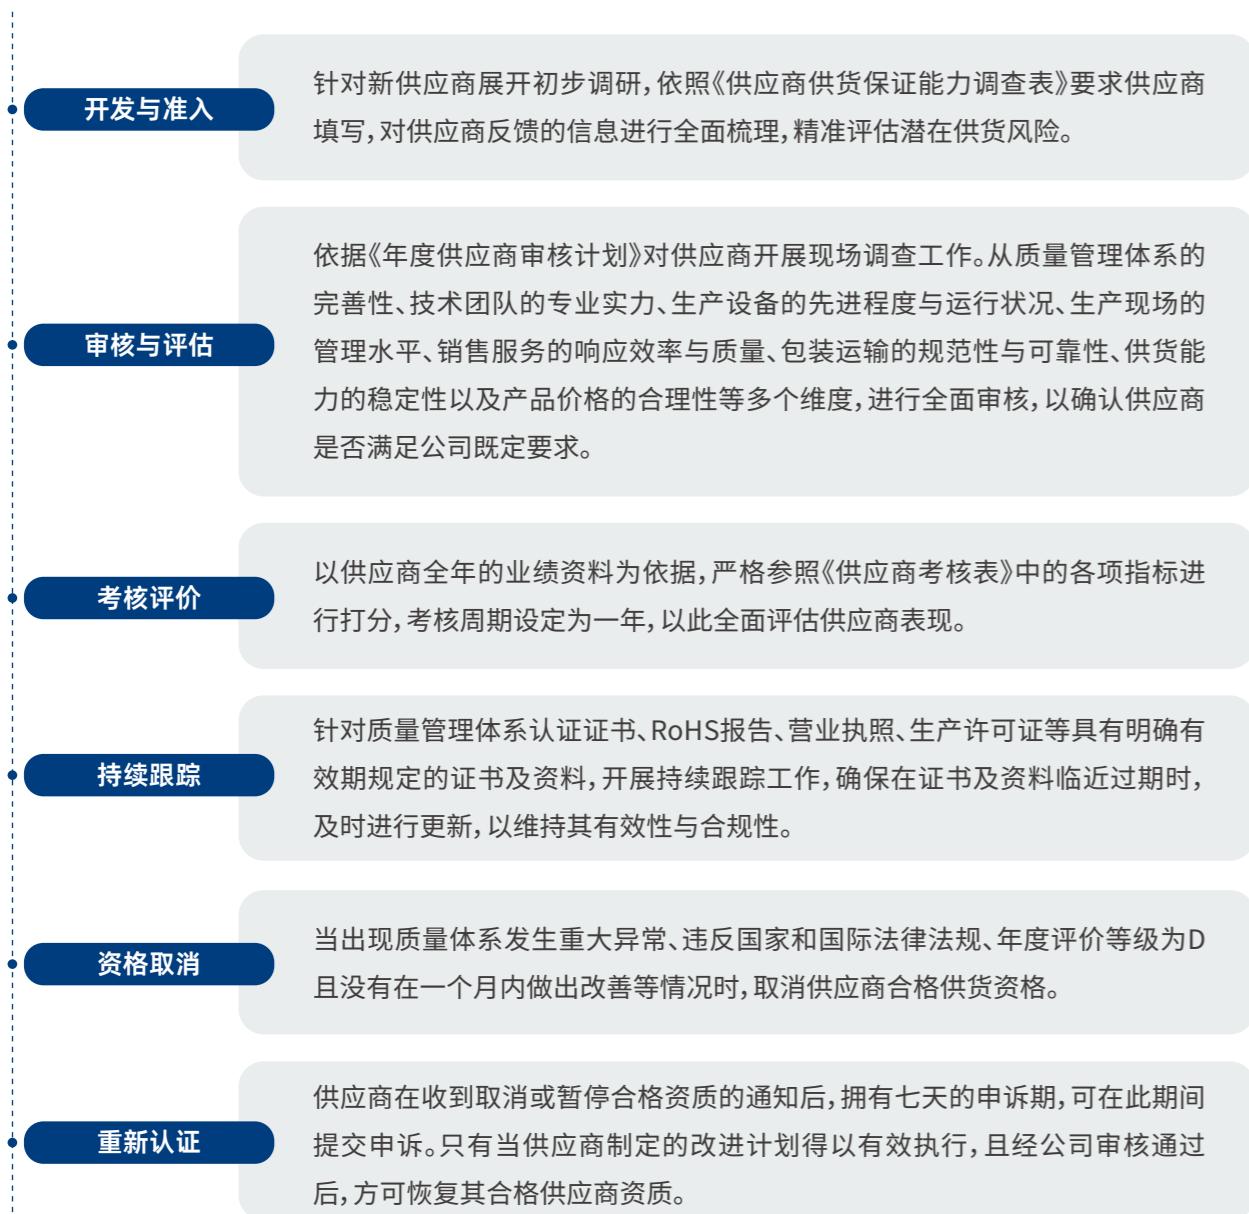 开发与准入
针对新供应商展开初步调研,依照《供应商供货保证能力调查表》要求供应商
填写,对供应商反馈的信息进行全面梳理,精准评估潜在供货风险。
审核与评估
依据《年度供应商审核计划》对供应商开展现场调查工作。从质量管理体系的
完善性、技术团队的专业实力、生产设备的先进程度与运行状况、生产现场的
管理水平、销售服务的响应效率与质量、包装运输的规范性与可靠性、供货能
力的稳定性以及产品价格的合理性等多个维度,进行全面审核,以确认供应商
是否满足公司既定要求。
考核评价
以供应商全年的业绩资料为依据,严格参照《供应商考核表》中的各项指标进
行打分,考核周期设定为一年,以此全面评估供应商表现。
持续跟踪
针对质量管理体系认证证书、RoHS报告、营业执照、生产许可证等具有明确有
效期规定的证书及资料,开展持续跟踪工作,确保在证书及资料临近过期时,
及时进行更新,以维持其有效性与合规性。
资格取消
当出现质量体系发生重大异常、违反国家和国际法律法规、年度评价等级为D
且没有在一个月内做出改善等情况时,取消供应商合格供货资格。
重新认证
供应商在收到取消或暂停合格资质的通知后,拥有七天的申诉期,可在此期间
提交申诉。只有当供应商制定的改进计划得以有效执行,且经公司审核通过
后,方可恢复其合格供应商资质。